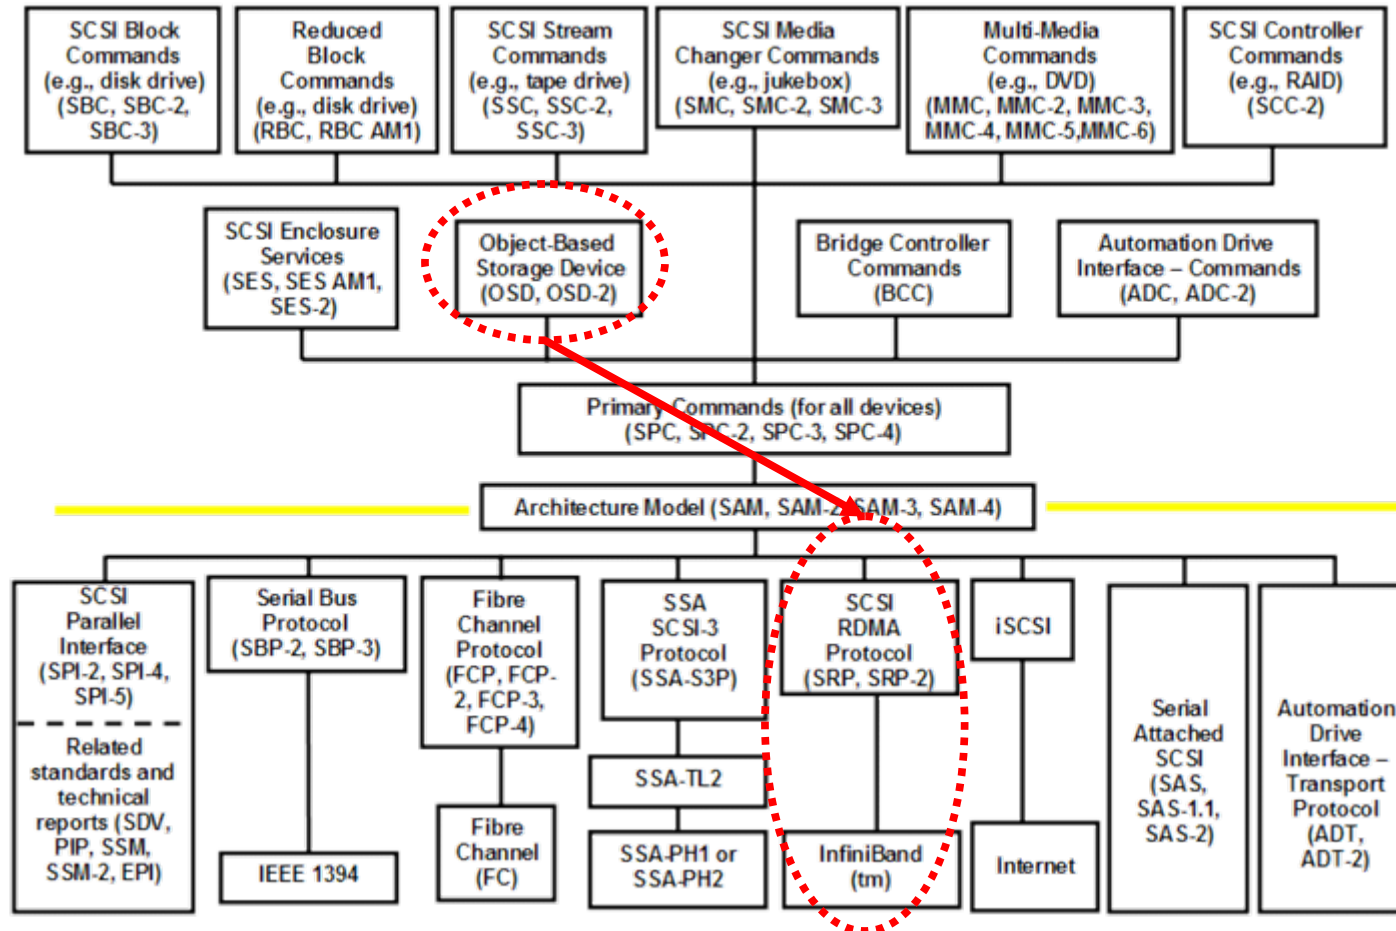 SCSI Block
Commands
(e.g., disk drive)
(SBC, SBC-2,
SBC-3)
Reduced
Block
Commands
(e.g., disk drive)
(RBC, RBC AM1)
SCSI Stream
Commands
(e.g., tape drive)
(SSC, SSC-2,
SSC-3)
SCSI Media
Changer Commands
(e.g., jukebox)
(SMC, SMC-2, SMC-3
Multi-Media
Commands
(e.g., DVD)
(MMC, MMC-2, MMC-3,
MMC-4, MMC-5,MMC-6)
SCSI Controller
Commands
(e.g., RAID)
(SCC-2)
SCSI Enclosure
Services
(SES, SES AM1,
SES-2)
Object-Based
Storage Device
(OSD, OSD-2)
Bridge Controller
Commands
(BCC)
Automation Drive
Interface – Commands
(ADC, ADC-2)
Primary Commands (for all devices)
(SPC, SPC-2, SPC-3, SPC-4)
Architecture Model (SAM, SAM-2, SAM-3, SAM-4)
SCSI
Parallel
Interface
(SPI-2, SPI-4,
SPI-5)
Related
standards and
technical
reports (SDV,
PIP, SSM,
SSM-2, EPI)
Serial Bus
Protocol
(SBP-2, SBP-3)
IEEE 1394
Fibre
Channel
Protocol
(FCP, FCP-
2, FCP-3,
FCP-4)
Fibre
Channel
(FC)
SSA
SCSI-3
Protocol
(SSA-S3P)
SSA-TL2
SSA-PH1 or
SSA-PH2
SCSI
RDMA
Protocol
(SRP, SRP-2)
InfiniBand
(tm)
iSCSI
Internet
Serial
Attached
SCSI
(SAS,
SAS-1.1,
SAS-2)
Automation
Drive
Interface –
Transport
Protocol
(ADT,
ADT-2)